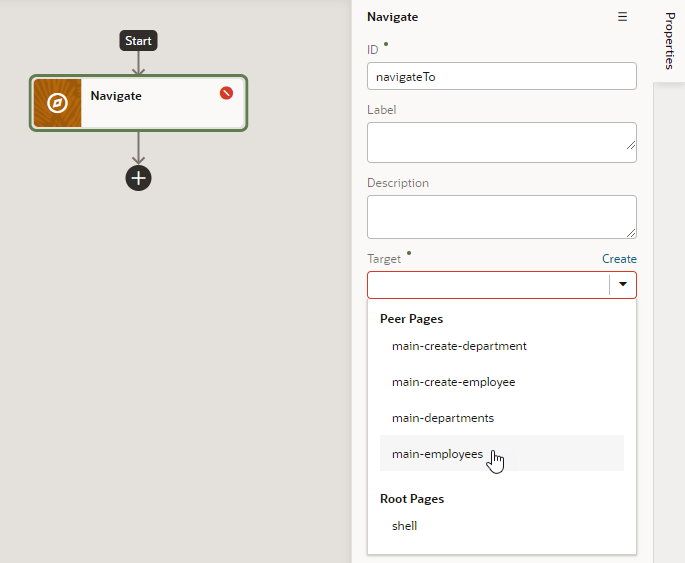 Start
Navigate
Navigate
Properties
ID
navigateTo
Label
Description
Target
Create
Peer Pages
main-create-department
main-create-employee
main-departments
main-employees
Root Pages
shell